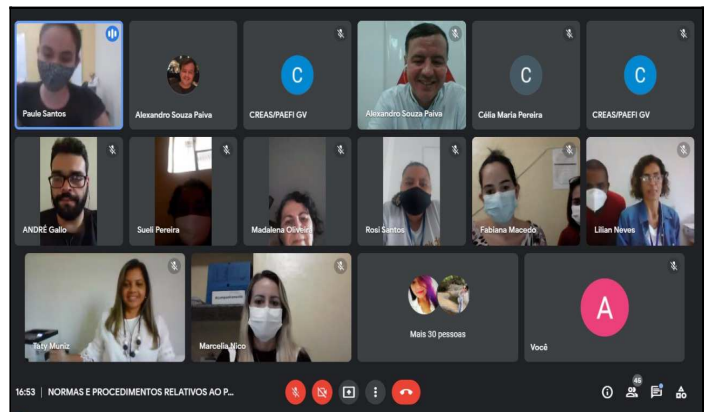 Paule Santos
Alexandro Souza Paiva
C
CREAS/PAEFI GV
Alexandro Souza Paiva
C
Célia Maria Pereira
C
CREAS/PAEFI GV
ANDRÉ Gallo
Sueli Pereira
Madalena Oliveira
Rosi Santos
Fabiana Macedo
Lilian Neves
Taty Muniz
Marcelia Nico
Mais 30 pessoas
A
Você
16:53 | NORMAS E PROCEDIMENTOS RELATIVOS AO P...
46